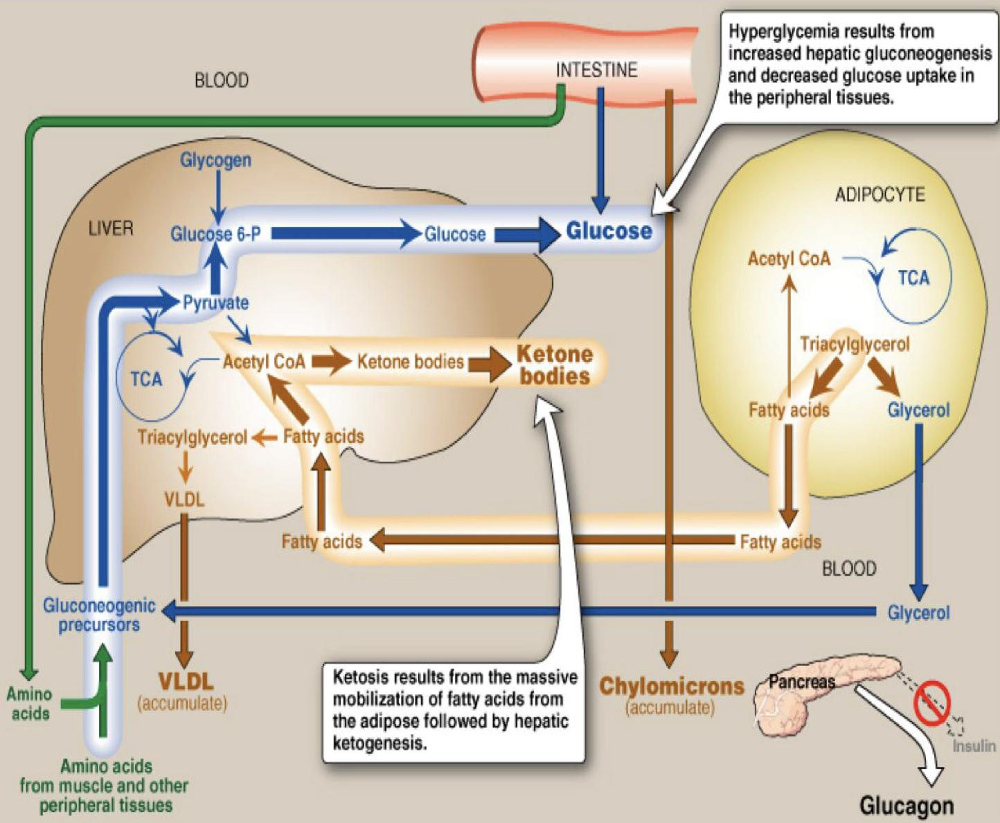 Hyperglycemia results from
increased hepatic gluconeogenesis
and decreased glucose uptake in
the peripheral tissues.
INTESTINE
BLOOD
Glycogen
LIVER
Glucose 6-P
Glucose
Glucose
Pyruvate
TCA
Acetyl CoA
Ketone bodies
Ketone
bodies
Triacylglycerol
Fatty acids
VLDL
ADIPOCYTE
Acetyl CoA
TCA
Triacylglycerol
Fatty acids
Glycerol
Fatty acids
Fatty acids
BLOOD
Gluconeogenic
precursors
Glycerol
Amino
acids
VLDL
(accumulate)
Ketosis results from the massive
mobilization of fatty acids from
the adipose followed by hepatic
ketogenesis.
Chylomicrons
(accumulate)
Pancreas
Insulin
Glucagon
Amino acids
from muscle and other
peripheral tissues